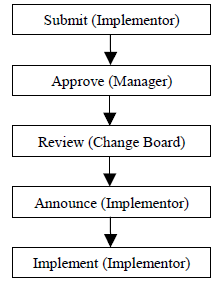 Submit (Implementor)
Approve (Manager)
Review (Change Board)
Announce (Implementor)
Implement (Implementor)